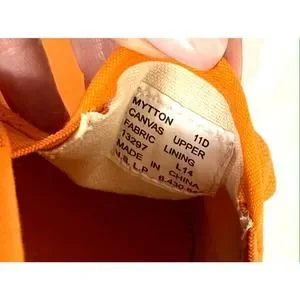 MYTTON 11D
CANVAS UPPER
FABRIC LINING
13297 L14
MADE IN CHINA
N.I.L.P.